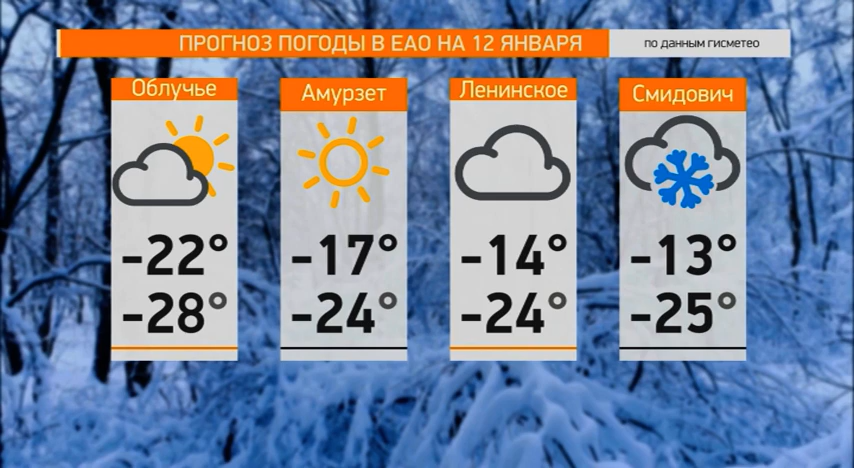 ПРОГНОЗ ПОГОДЫ В ЕАО НА 12 ЯНВАРЯ
по данным гисметео
Облучье
-22°
-28°
Амурзет
-17°
-24°
Ленинское
-14°
-24°
Смидович
-13°
-25°